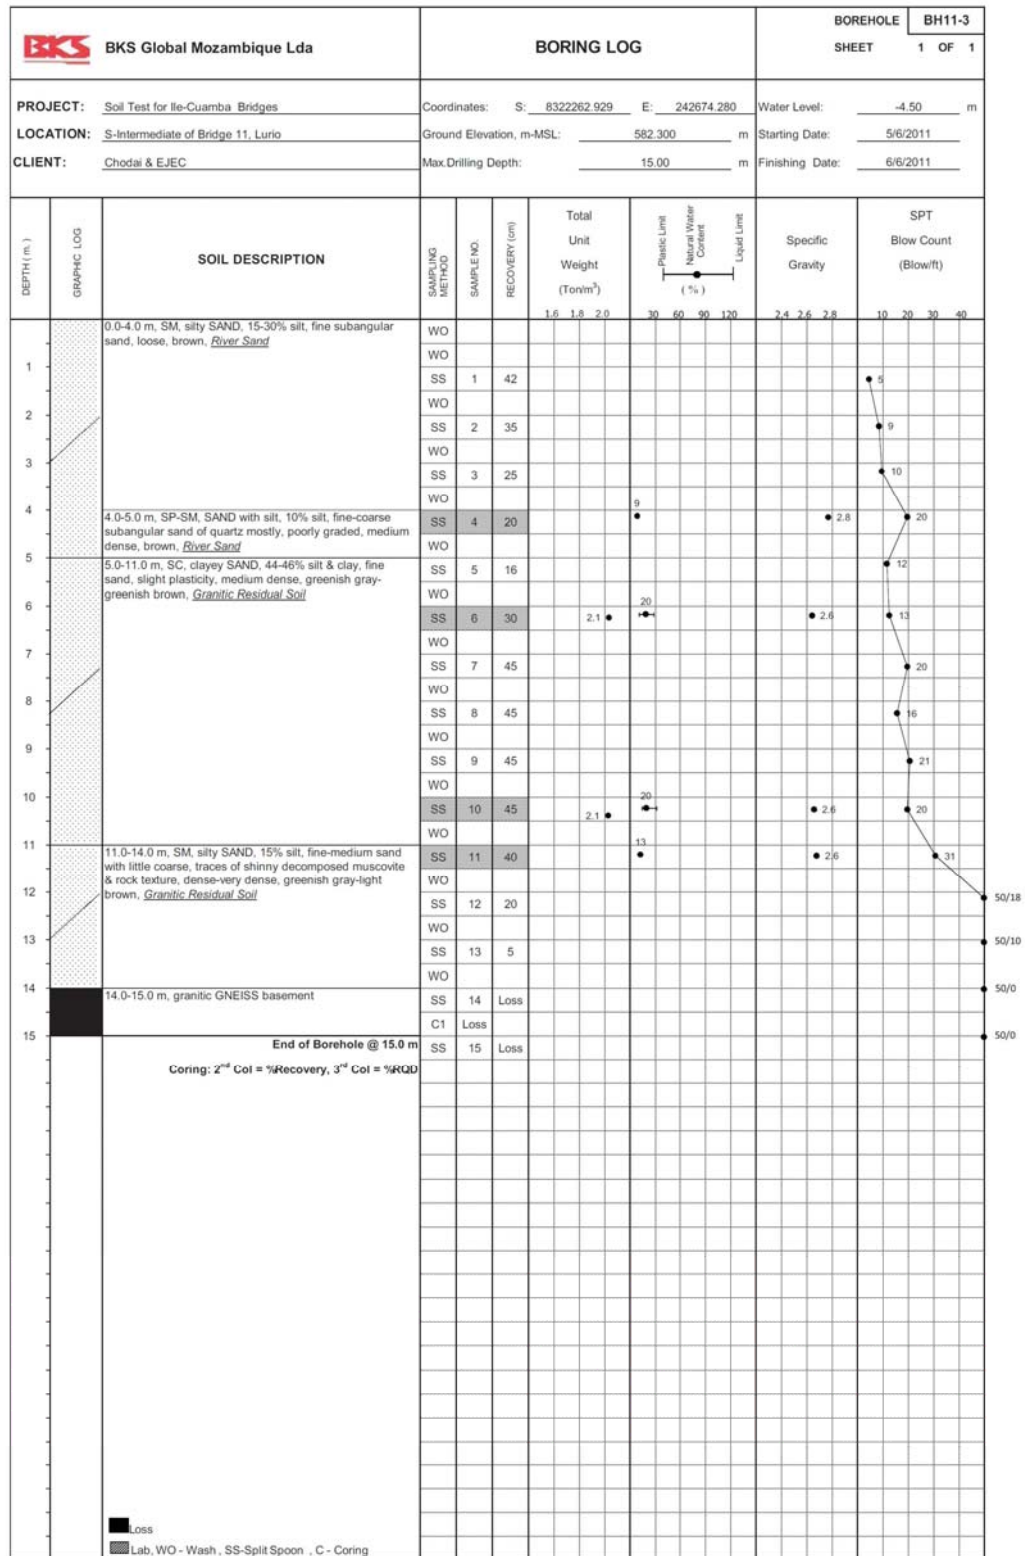 BKS BKS Global Mozambique Lda
BORING LOG
BOREHOLE BH11-3
SHEET 1 OF 1
PROJECT: Soil Test for Ile-Cuamba Bridges
LOCATION: S-Intermediate of Bridge 11, Lurio
CLIENT: Chodai & EJEC
Coordinates: S: 8322262.929 E: 242674.280
Ground Elevation, m-MSL: 582.300 m
Max.Drilling Depth: 15.00 m
Water Level: -4.50 m
Starting Date: 5/6/2011
Finishing Date: 6/6/2011
DEPTH ( m. )
GRAPHIC LOG
SOIL DESCRIPTION
SAMPLING METHOD
SAMPLE NO.
RECOVERY (cm)
Total
Unit
Weight
(Ton/m³)
1.6 1.8 2.0
Plastic Limit
Natural Water Content
Liquid Limit
( % )
30 60 90 120
Specific
Gravity
2.4 2.6 2.8
SPT
Blow Count
(Blow/ft)
10 20 30 40
0.0-4.0 m, SM, silty SAND, 15-30% silt, fine subangular
sand, loose, brown, River Sand
WO
WO
1
SS 1 42 5
WO
2
SS 2 35 9
WO
3
SS 3 25 10
WO
4
4.0-5.0 m, SP-SM, SAND with silt, 10% silt, fine-coarse
subangular sand of quartz mostly, poorly graded, medium
dense, brown, River Sand
SS 4 20 9 2.8 20
WO
5
5.0-11.0 m, SC, clayey SAND, 44-46% silt & clay, fine
sand, slight plasticity, medium dense, greenish gray-
greenish brown, Granitic Residual Soil
SS 5 16 12
WO
6
SS 6 30 2.1 20 2.6 13
WO
7
SS 7 45 20
WO
8
SS 8 45 16
WO
9
SS 9 45 21
WO
10
SS 10 45 2.1 20 2.6 20
WO
11
11.0-14.0 m, SM, silty SAND, 15% silt, fine-medium sand
with little coarse, traces of shinny decomposed muscovite
& rock texture, dense-very dense, greenish gray-light
brown, Granitic Residual Soil
SS 11 40 13 2.6 31
WO
12
SS 12 20 50/18
WO
13
SS 13 5 50/10
WO
14
14.0-15.0 m, granitic GNEISS basement
SS 14 Loss 50/0
C1 Loss
15
End of Borehole @ 15.0 m
SS 15 Loss 50/0
Coring: 2nd Col = %Recovery, 3rd Col = %RQD
Loss
Lab, WO - Wash , SS-Split Spoon , C - Coring